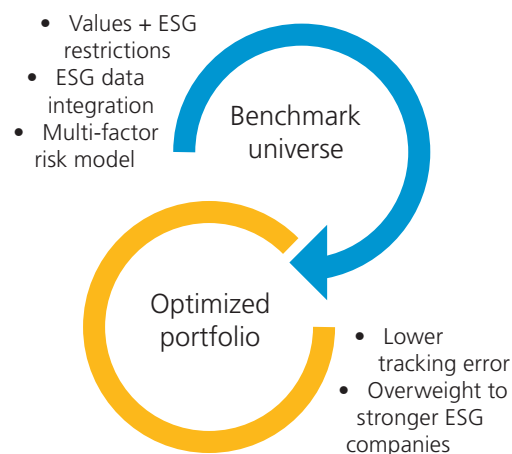 • Values + ESG
restrictions
• ESG data
integration
• Multi-factor
risk model
Benchmark
universe
Optimized
portfolio
• Lower
tracking error
• Overweight to
stronger ESG
companies